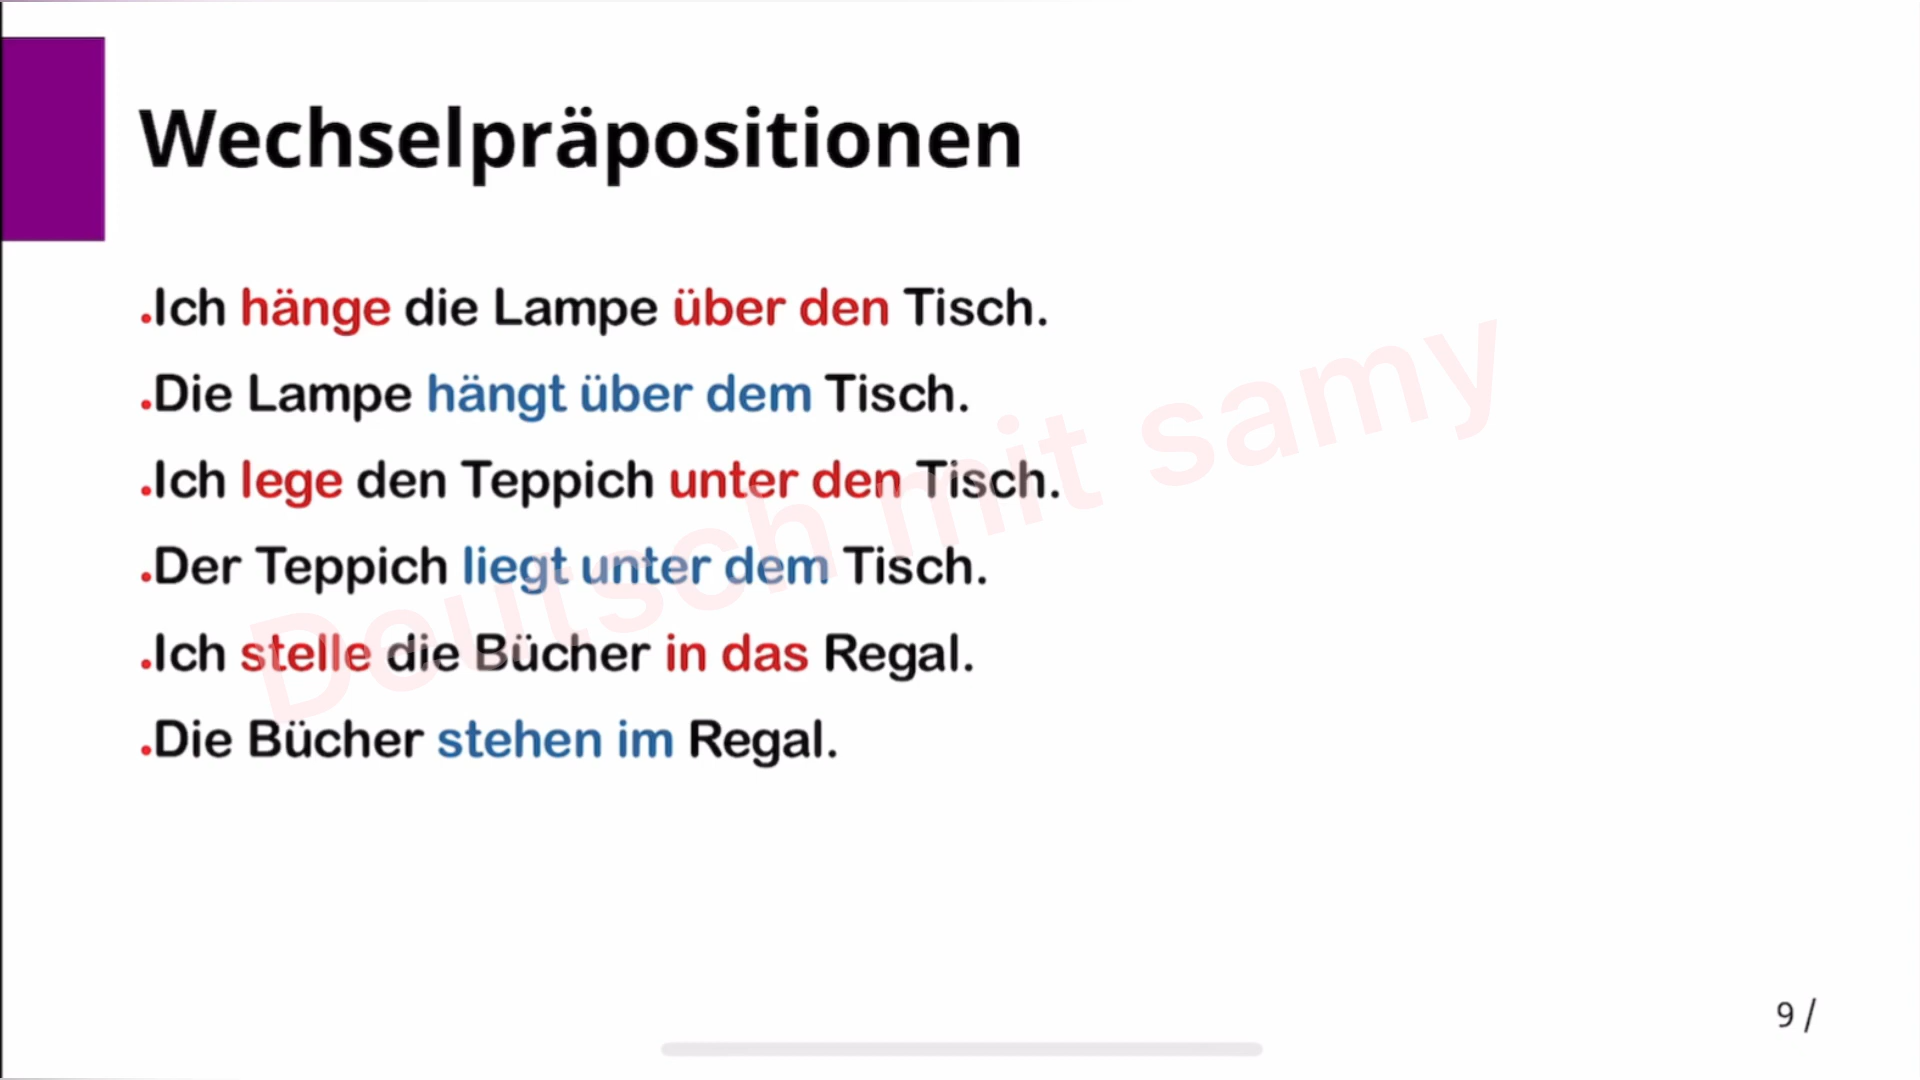 Wechselpräpositionen
.Ich hänge die Lampe über den Tisch.
.Die Lampe hängt über dem Tisch.
.Ich lege den Teppich unter den Tisch.
.Der Teppich liegt unter dem Tisch.
.Ich stelle die Bücher in das Regal.
.Die Bücher stehen im Regal.
Deutsch mit samy
9 /